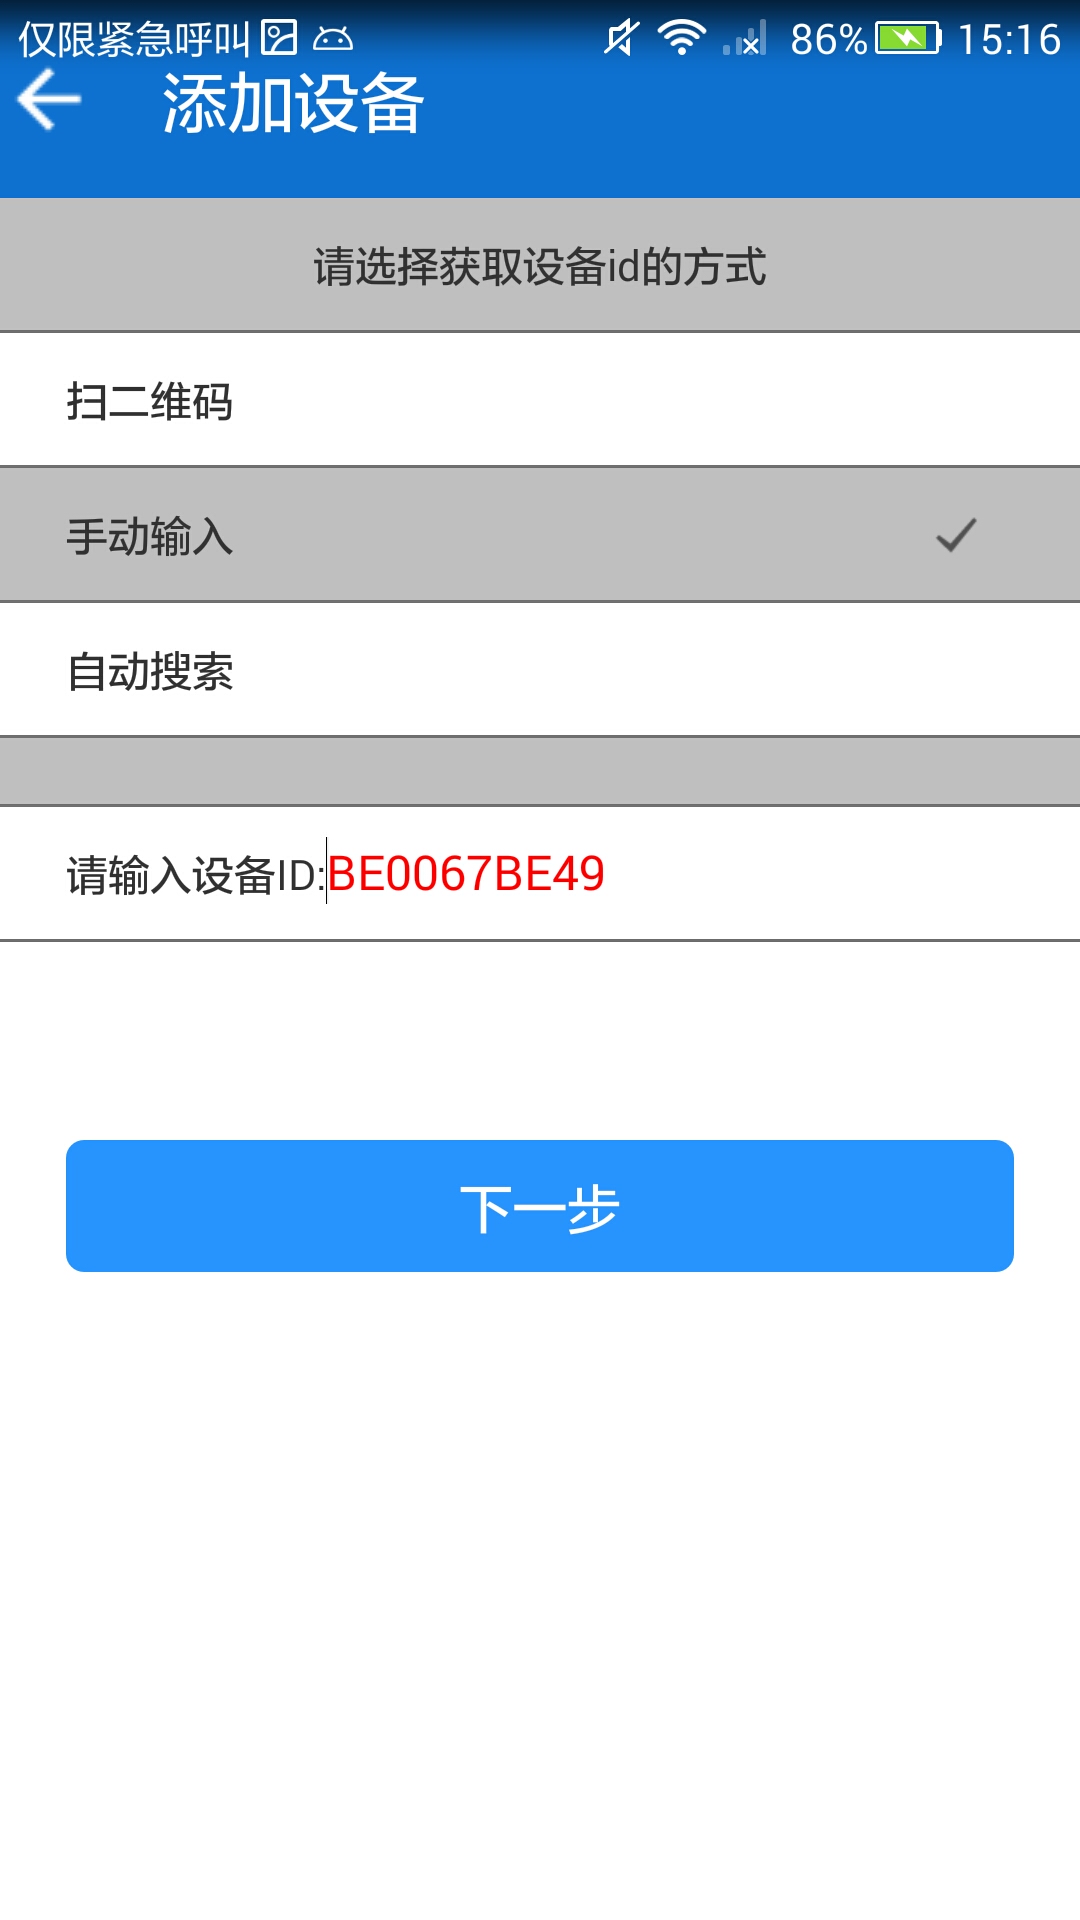 仅限紧急呼叫 86% 15:16
添加设备
请选择获取设备id的方式
扫二维码
手动输入
自动搜索
请输入设备ID:BE0067BE49
下一步